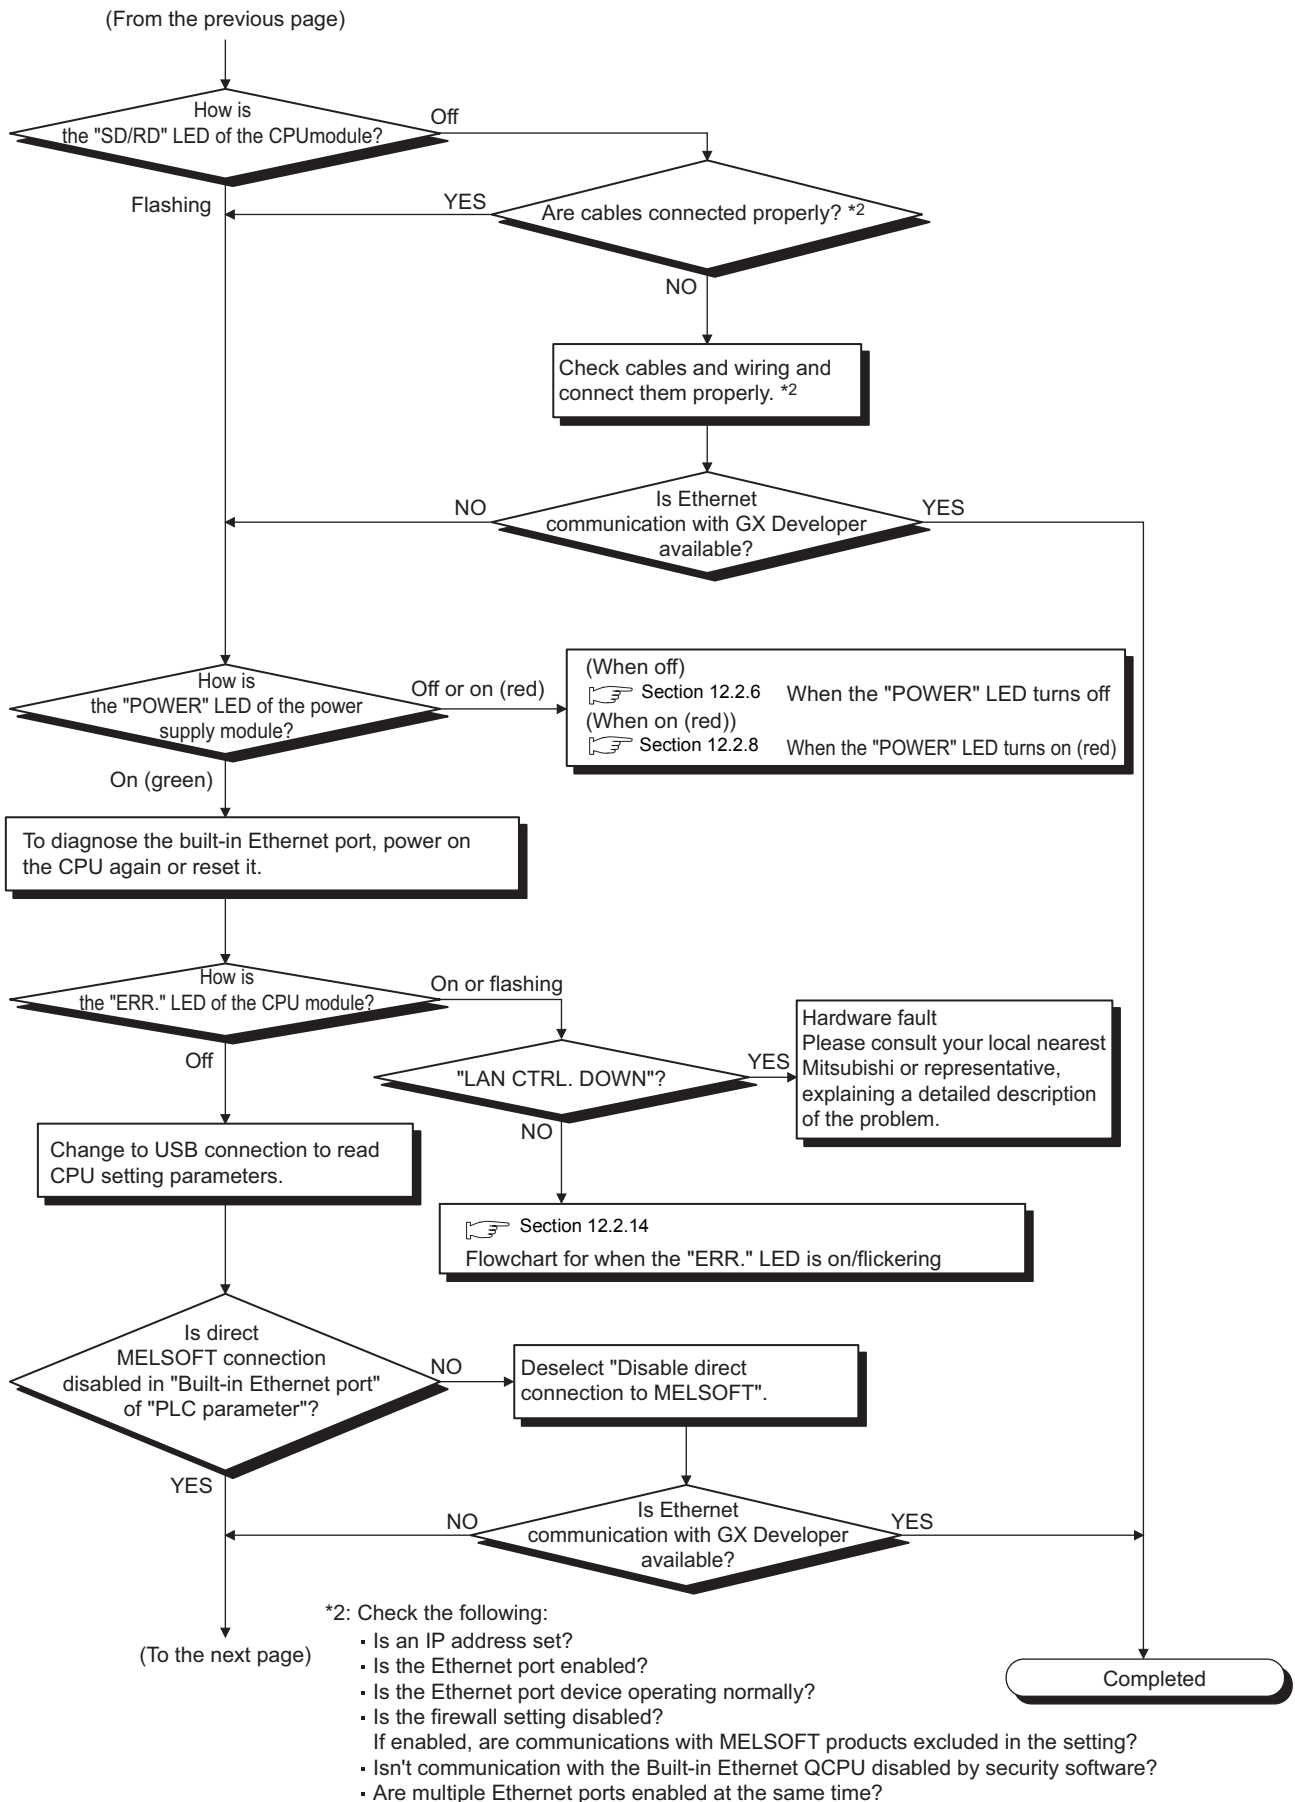 (From the previous page)
How is
the "SD/RD" LED of the CPUmodule?
Off
Flashing
YES
Are cables connected properly? *2
NO
Check cables and wiring and
connect them properly. *2
Is Ethernet
communication with GX Developer
available?
NO
YES
How is
the "POWER" LED of the power
supply module?
Off or on (red)
(When off)
Section 12.2.6 When the "POWER" LED turns off
(When on (red))
Section 12.2.8 When the "POWER" LED turns on (red)
On (green)
To diagnose the built-in Ethernet port, power on
the CPU again or reset it.
How is
the "ERR." LED of the CPU module?
On or flashing
Off
"LAN CTRL. DOWN"?
YES
Hardware fault
Please consult your local nearest
Mitsubishi or representative,
explaining a detailed description
of the problem.
NO
Change to USB connection to read
CPU setting parameters.
Section 12.2.14
Flowchart for when the "ERR." LED is on/flickering
Is direct
MELSOFT connection
disabled in "Built-in Ethernet port"
of "PLC parameter"?
NO
Deselect "Disable direct
connection to MELSOFT".
YES
Is Ethernet
communication with GX Developer
available?
NO
YES
(To the next page)
Completed
*2: Check the following:
· Is an IP address set?
· Is the Ethernet port enabled?
· Is the Ethernet port device operating normally?
· Is the firewall setting disabled?
If enabled, are communications with MELSOFT products excluded in the setting?
· Isn't communication with the Built-in Ethernet QCPU disabled by security software?
· Are multiple Ethernet ports enabled at the same time?